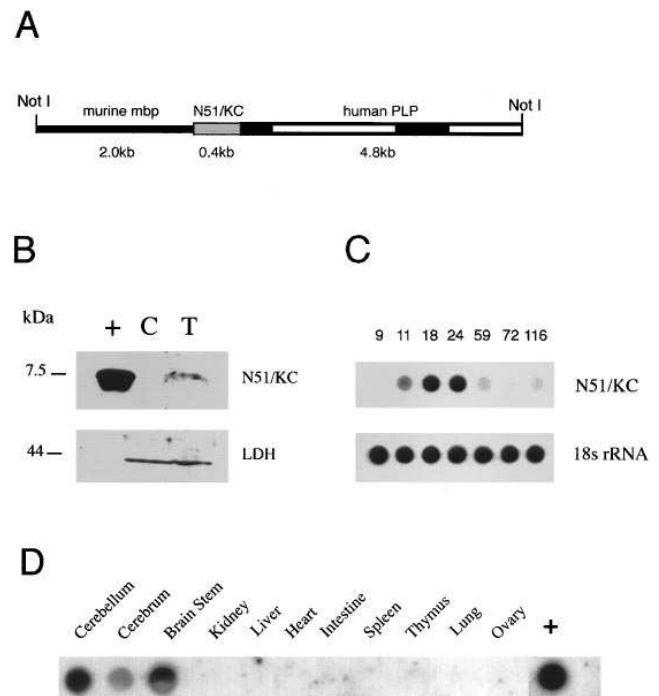 A
Not I murine mbp N51/KC human PLP Not I
2.0kb 0.4kb 4.8kb
B
kDa + C T
7.5 N51/KC
44 LDH
C
9 11 18 24 59 72 116
N51/KC
18s rRNA
D
Cerebellum Cerebrum Brain Stem Kidney Liver Heart Intestine Spleen Thymus Lung Ovary +